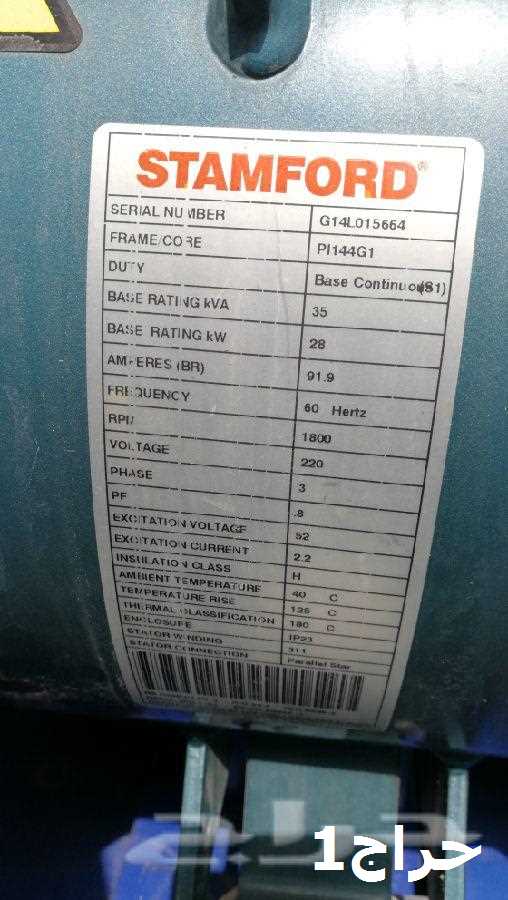 STAMFORD®
SERIAL NUMBER G14L015664
FRAME/CORE PI144G1
DUTY Base Continuous(S1)
BASE RATING kVA 35
BASE RATING kW 28
AMPERES (BR) 91.9
FREQUENCY 60 Hertz
RPM 1800
VOLTAGE 220
PHASE 3
PF .8
EXCITATION VOLTAGE 52
EXCITATION CURRENT 2.2
INSULATION CLASS H
AMBIENT TEMPERATURE 40 C
TEMPERATURE RISE 125 C
THERMAL CLASSIFICATION 180 C
ENCLOSURE IP23
STATOR WINDING 311
STATOR CONNECTION Parallel Star
حراج
حراج1